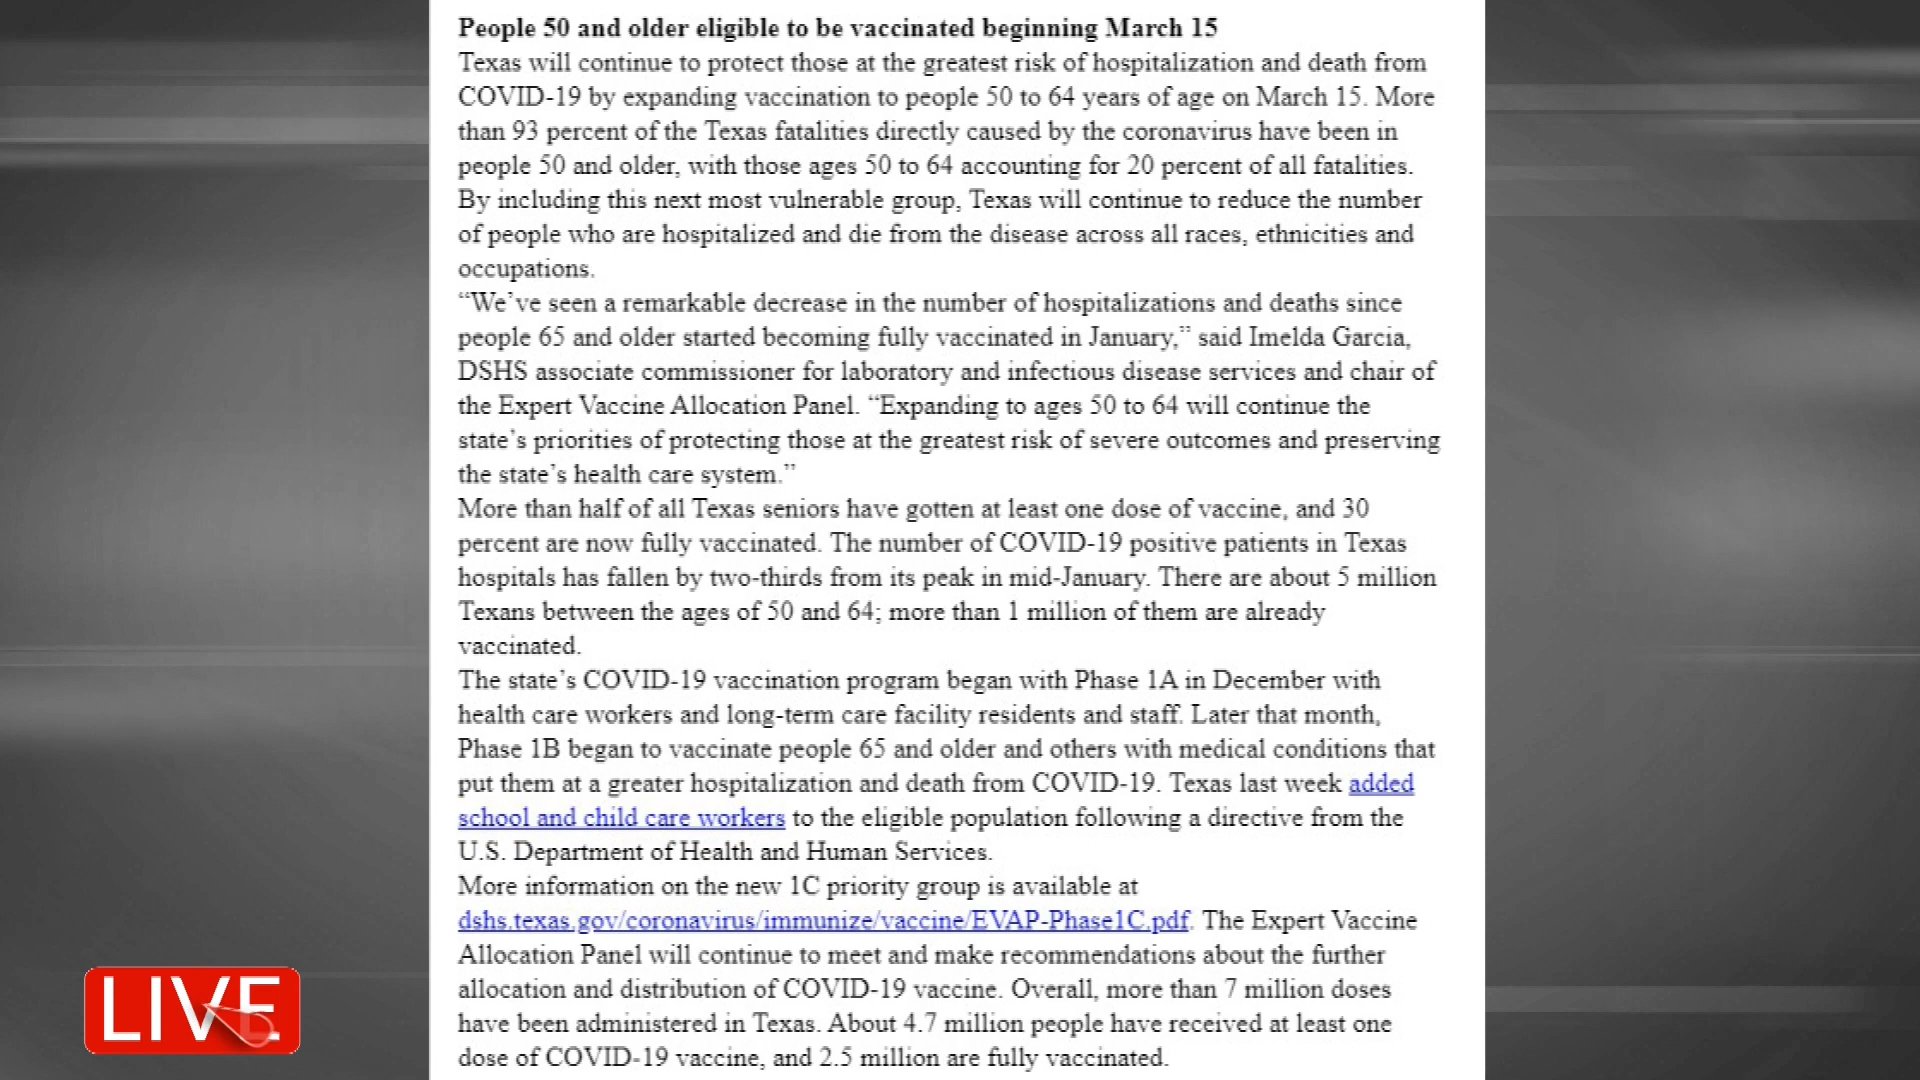 People 50 and older eligible to be vaccinated beginning March 15
Texas will continue to protect those at the greatest risk of hospitalization and death from
COVID-19 by expanding vaccination to people 50 to 64 years of age on March 15. More
than 93 percent of the Texas fatalities directly caused by the coronavirus have been in
people 50 and older, with those ages 50 to 64 accounting for 20 percent of all fatalities.
By including this next most vulnerable group, Texas will continue to reduce the number
of people who are hospitalized and die from the disease across all races, ethnicities and
occupations.
“We’ve seen a remarkable decrease in the number of hospitalizations and deaths since
people 65 and older started becoming fully vaccinated in January,” said Imelda Garcia,
DSHS associate commissioner for laboratory and infectious disease services and chair of
the Expert Vaccine Allocation Panel. “Expanding to ages 50 to 64 will continue the
state’s priorities of protecting those at the greatest risk of severe outcomes and preserving
the state’s health care system.”
More than half of all Texas seniors have gotten at least one dose of vaccine, and 30
percent are now fully vaccinated. The number of COVID-19 positive patients in Texas
hospitals has fallen by two-thirds from its peak in mid-January. There are about 5 million
Texans between the ages of 50 and 64; more than 1 million of them are already
vaccinated.
The state’s COVID-19 vaccination program began with Phase 1A in December with
health care workers and long-term care facility residents and staff. Later that month,
Phase 1B began to vaccinate people 65 and older and others with medical conditions that
put them at a greater hospitalization and death from COVID-19. Texas last week added
school and child care workers to the eligible population following a directive from the
U.S. Department of Health and Human Services.
More information on the new 1C priority group is available at
dshs.texas.gov/coronavirus/immunize/vaccine/EVAP-Phase1C.pdf. The Expert Vaccine
Allocation Panel will continue to meet and make recommendations about the further
allocation and distribution of COVID-19 vaccine. Overall, more than 7 million doses
have been administered in Texas. About 4.7 million people have received at least one
dose of COVID-19 vaccine, and 2.5 million are fully vaccinated.
LIVE